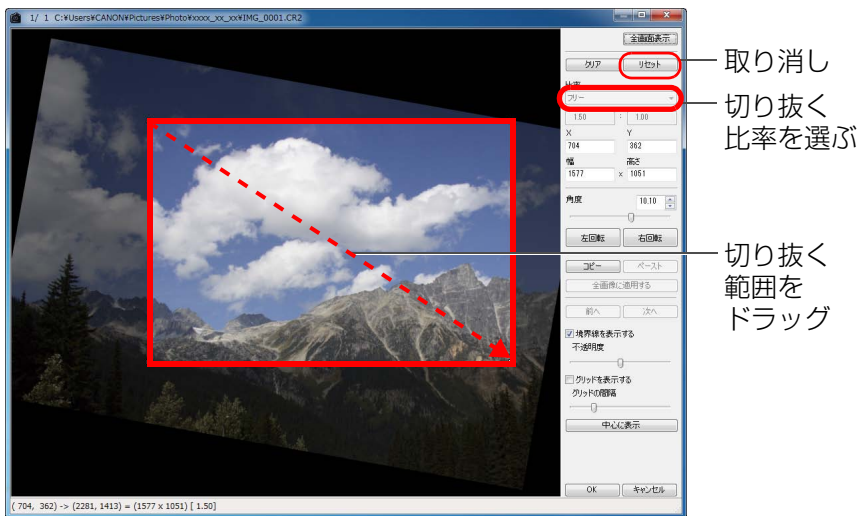 1/ 1 C:¥Users¥CANON¥Pictures¥Photo¥xxxx_xx_xx¥IMG_0001.CR2
全画面表示
クリア リセット
比率
フリー
1.50 : 1.00
X Y
704 362
幅 高さ
1577 x 1051
角度 10.10
左回転 右回転
コピー ペースト
全画像に適用する
前へ 次へ
境界線を表示する
不透明度
グリッドを表示する
グリッドの間隔
中心に表示
OK キャンセル
( 704, 362) -> (2281, 1413) = (1577 x 1051) [ 1.50]
取り消し
切り抜く
比率を選ぶ
切り抜く
範囲を
ドラッグ